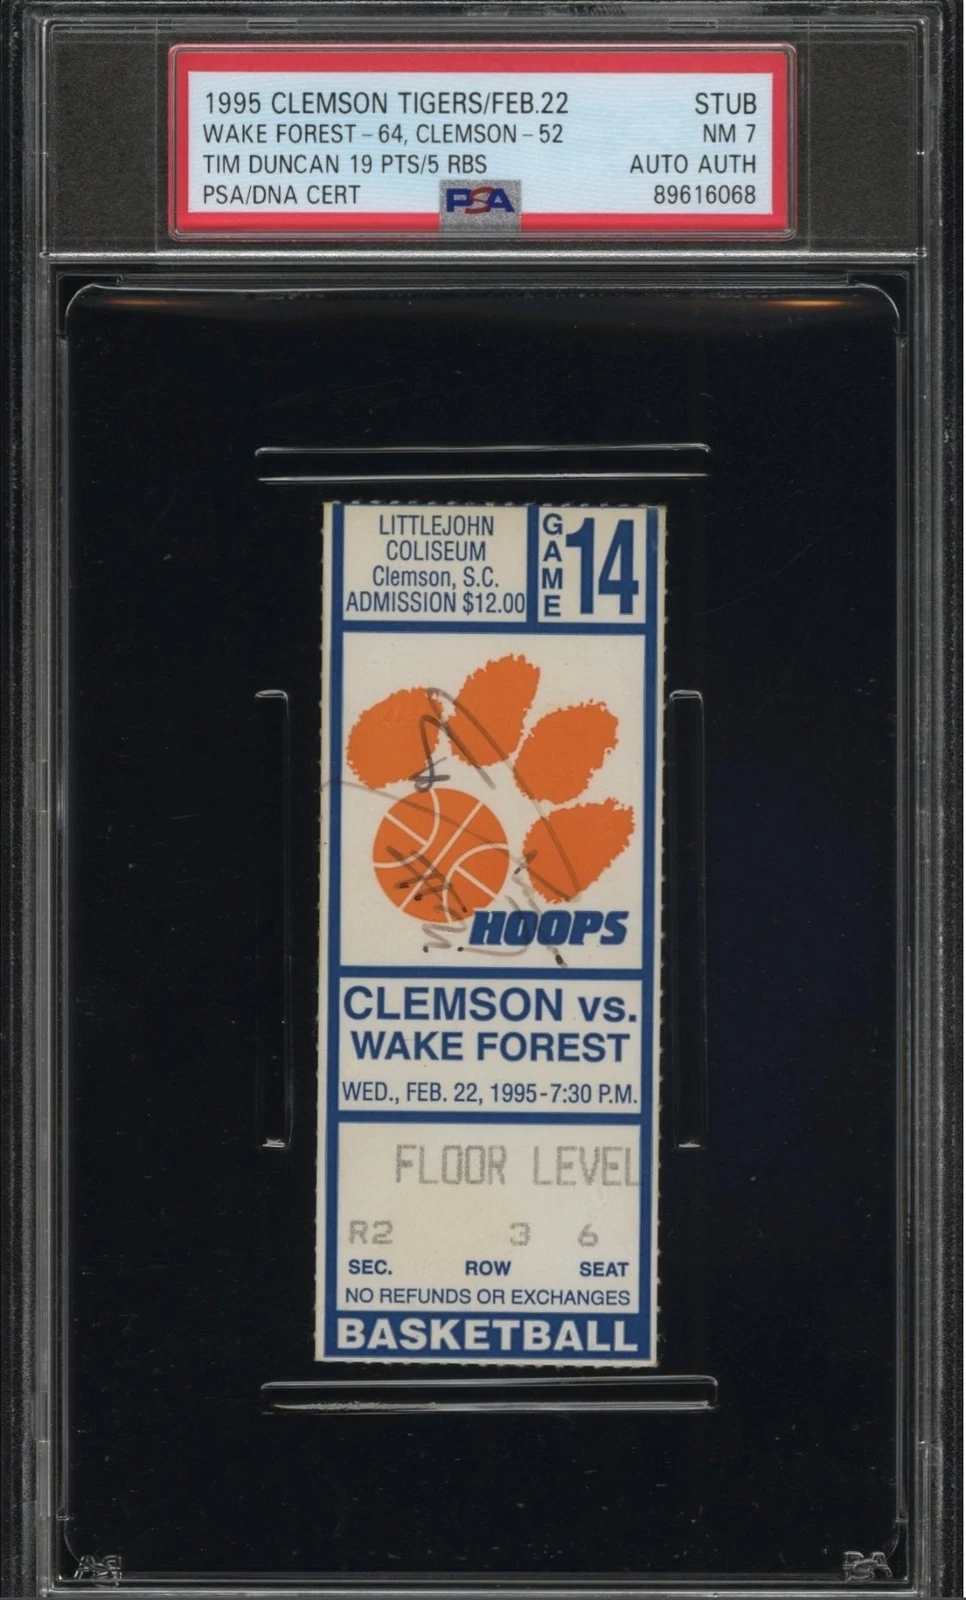 1995 CLEMSON TIGERS/FEB.22 STUB
WAKE FOREST - 64, CLEMSON - 52 NM 7
TIM DUNCAN 19 PTS/5 RBS AUTO AUTH
PSA/DNA CERT PSA 89616068
LITTLEJOHN
COLISEUM
Clemson, S.C.
ADMISSION $12.00
GAME 14
HOOPS
CLEMSON vs.
WAKE FOREST
WED., FEB. 22, 1995-7:30 P.M.
FLOOR LEVEL
R2 3 6
SEC. ROW SEAT
NO REFUNDS OR EXCHANGES
BASKETBALL
PSA